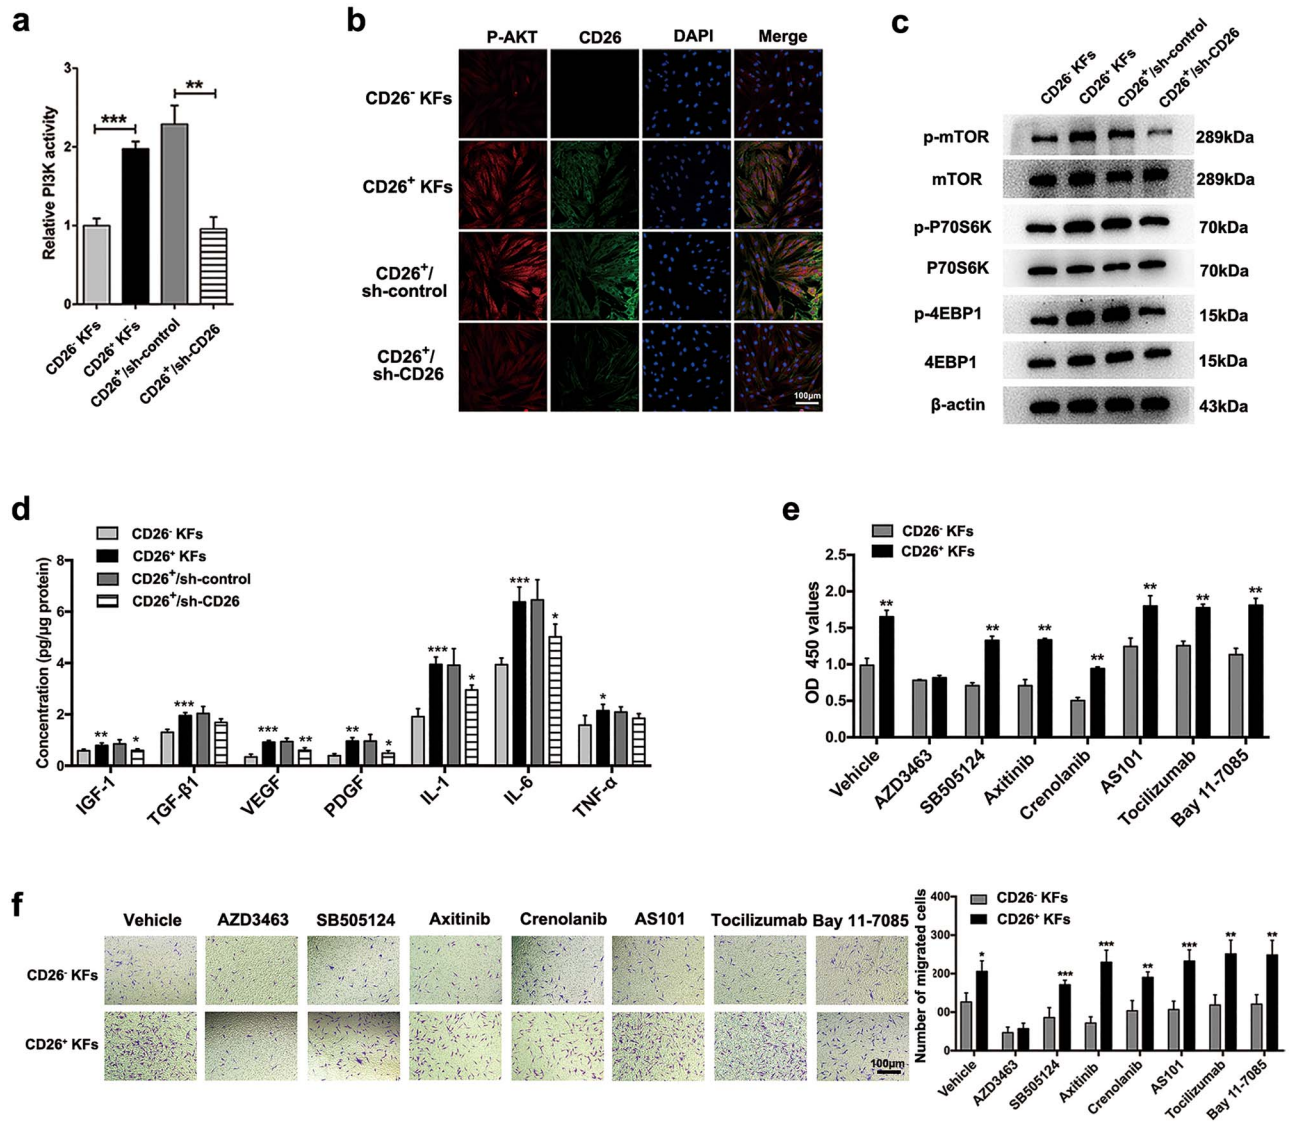 a
Relative PI3K activity
3
2
1
0
***
**
CD26- KFs
CD26+ KFs
CD26+/sh-control
CD26+/sh-CD26
b
P-AKT CD26 DAPI Merge
CD26- KFs
CD26+ KFs
CD26+/
sh-control
CD26+/
sh-CD26
100μm
c
CD26- KFs
CD26+ KFs
CD26+/sh-control
CD26+/sh-CD26
p-mTOR 289kDa
mTOR 289kDa
p-P70S6K 70kDa
P70S6K 70kDa
p-4EBP1 15kDa
4EBP1 15kDa
β-actin 43kDa
d
CD26- KFs
CD26+ KFs
CD26+/sh-control
CD26+/sh-CD26
Concentration (pg/μg protein)
8
6
4
2
0
** * *** *** ** ** * *** * *** * *
IGF-1 TGF-β1 VEGF PDGF IL-1 IL-6 TNF-α
e
CD26- KFs
CD26+ KFs
OD 450 values
2.5
2.0
1.5
1.0
0.5
0.0
** ** ** ** ** ** **
Vehicle AZD3463 SB505124 Axitinib Crenolanib AS101 Tocilizumab Bay 11-7085
f
Vehicle AZD3463 SB505124 Axitinib Crenolanib AS101 Tocilizumab Bay 11-7085
CD26- KFs
CD26+ KFs
100μm
CD26- KFs
CD26+ KFs
Number of migrated cells
400
300
200
00
0
* *** *** ** *** ** **
Vehicle AZD3463 SB505124 Axitinib Crenolanib AS101 Tocilizumab Bay 11-7085